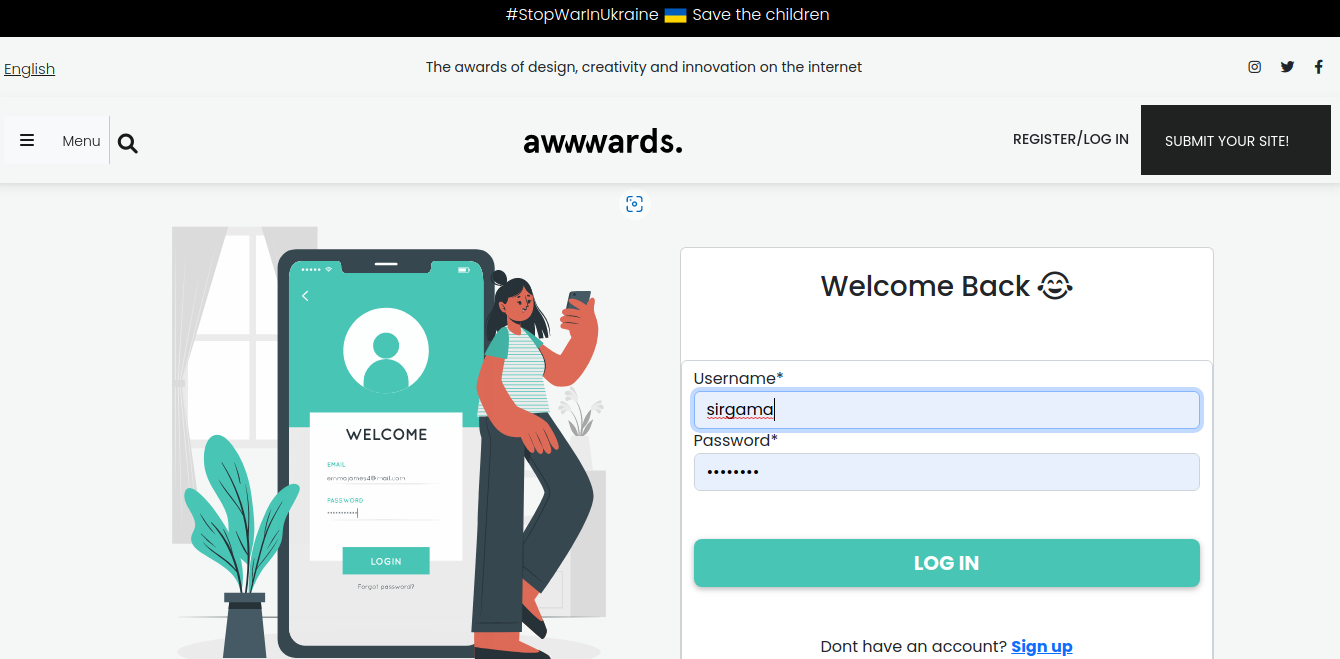 #StopWarInUkraine 🇺🇦 Save the children
English
The awards of design, creativity and innovation on the internet
Menu
awwwards.
REGISTER/LOG IN
SUBMIT YOUR SITE!
WELCOME
EMAIL
emmajames4@mail.com
PASSWORD
LOGIN
Forgot password?
Welcome Back 😂
Username*
sirgama
Password*
••••••••
LOG IN
Dont have an account? Sign up